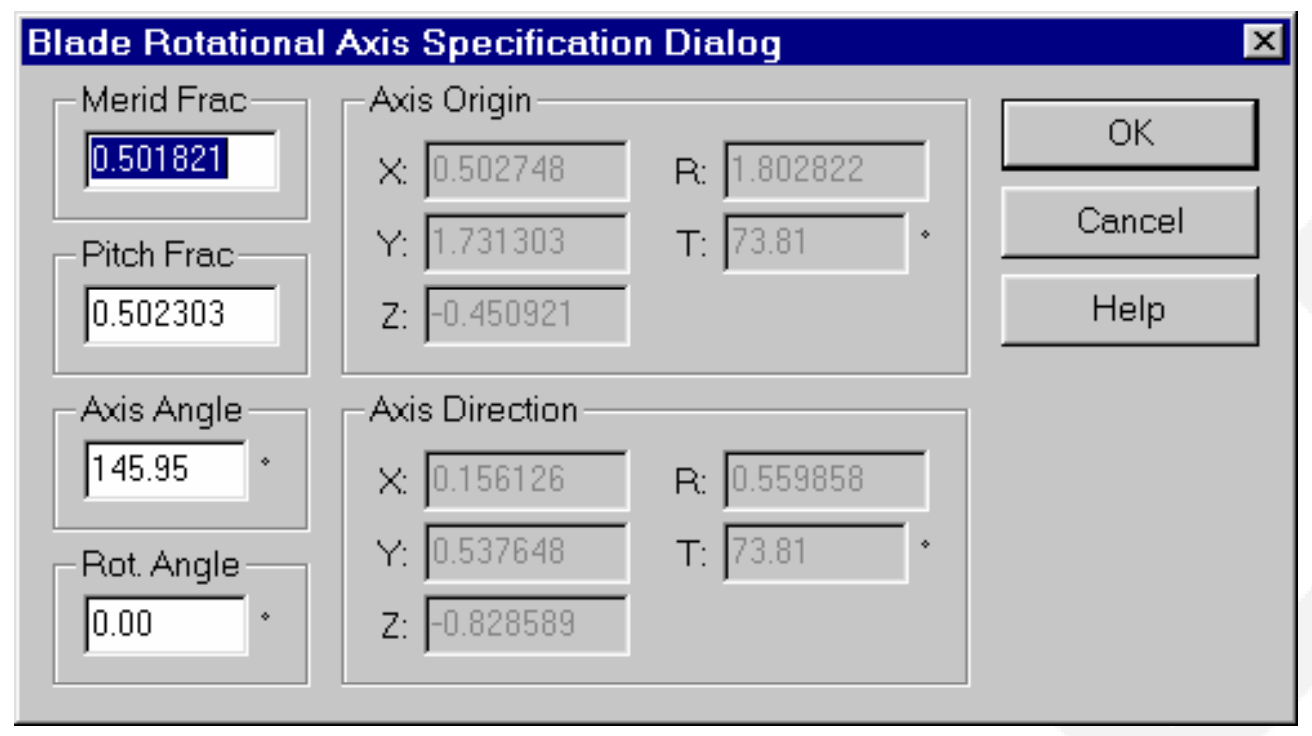 Blade Rotational Axis Specification Dialog
Merid Frac
0.501821
Pitch Frac
0.502303
Axis Angle
145.95 °
Rot. Angle
0.00 °
Axis Origin
X: 0.502748 R: 1.802822
Y: 1.731303 T: 73.81 °
Z: -0.450921
Axis Direction
X: 0.156126 R: 0.559858
Y: 0.537648 T: 73.81 °
Z: -0.828589
OK
Cancel
Help